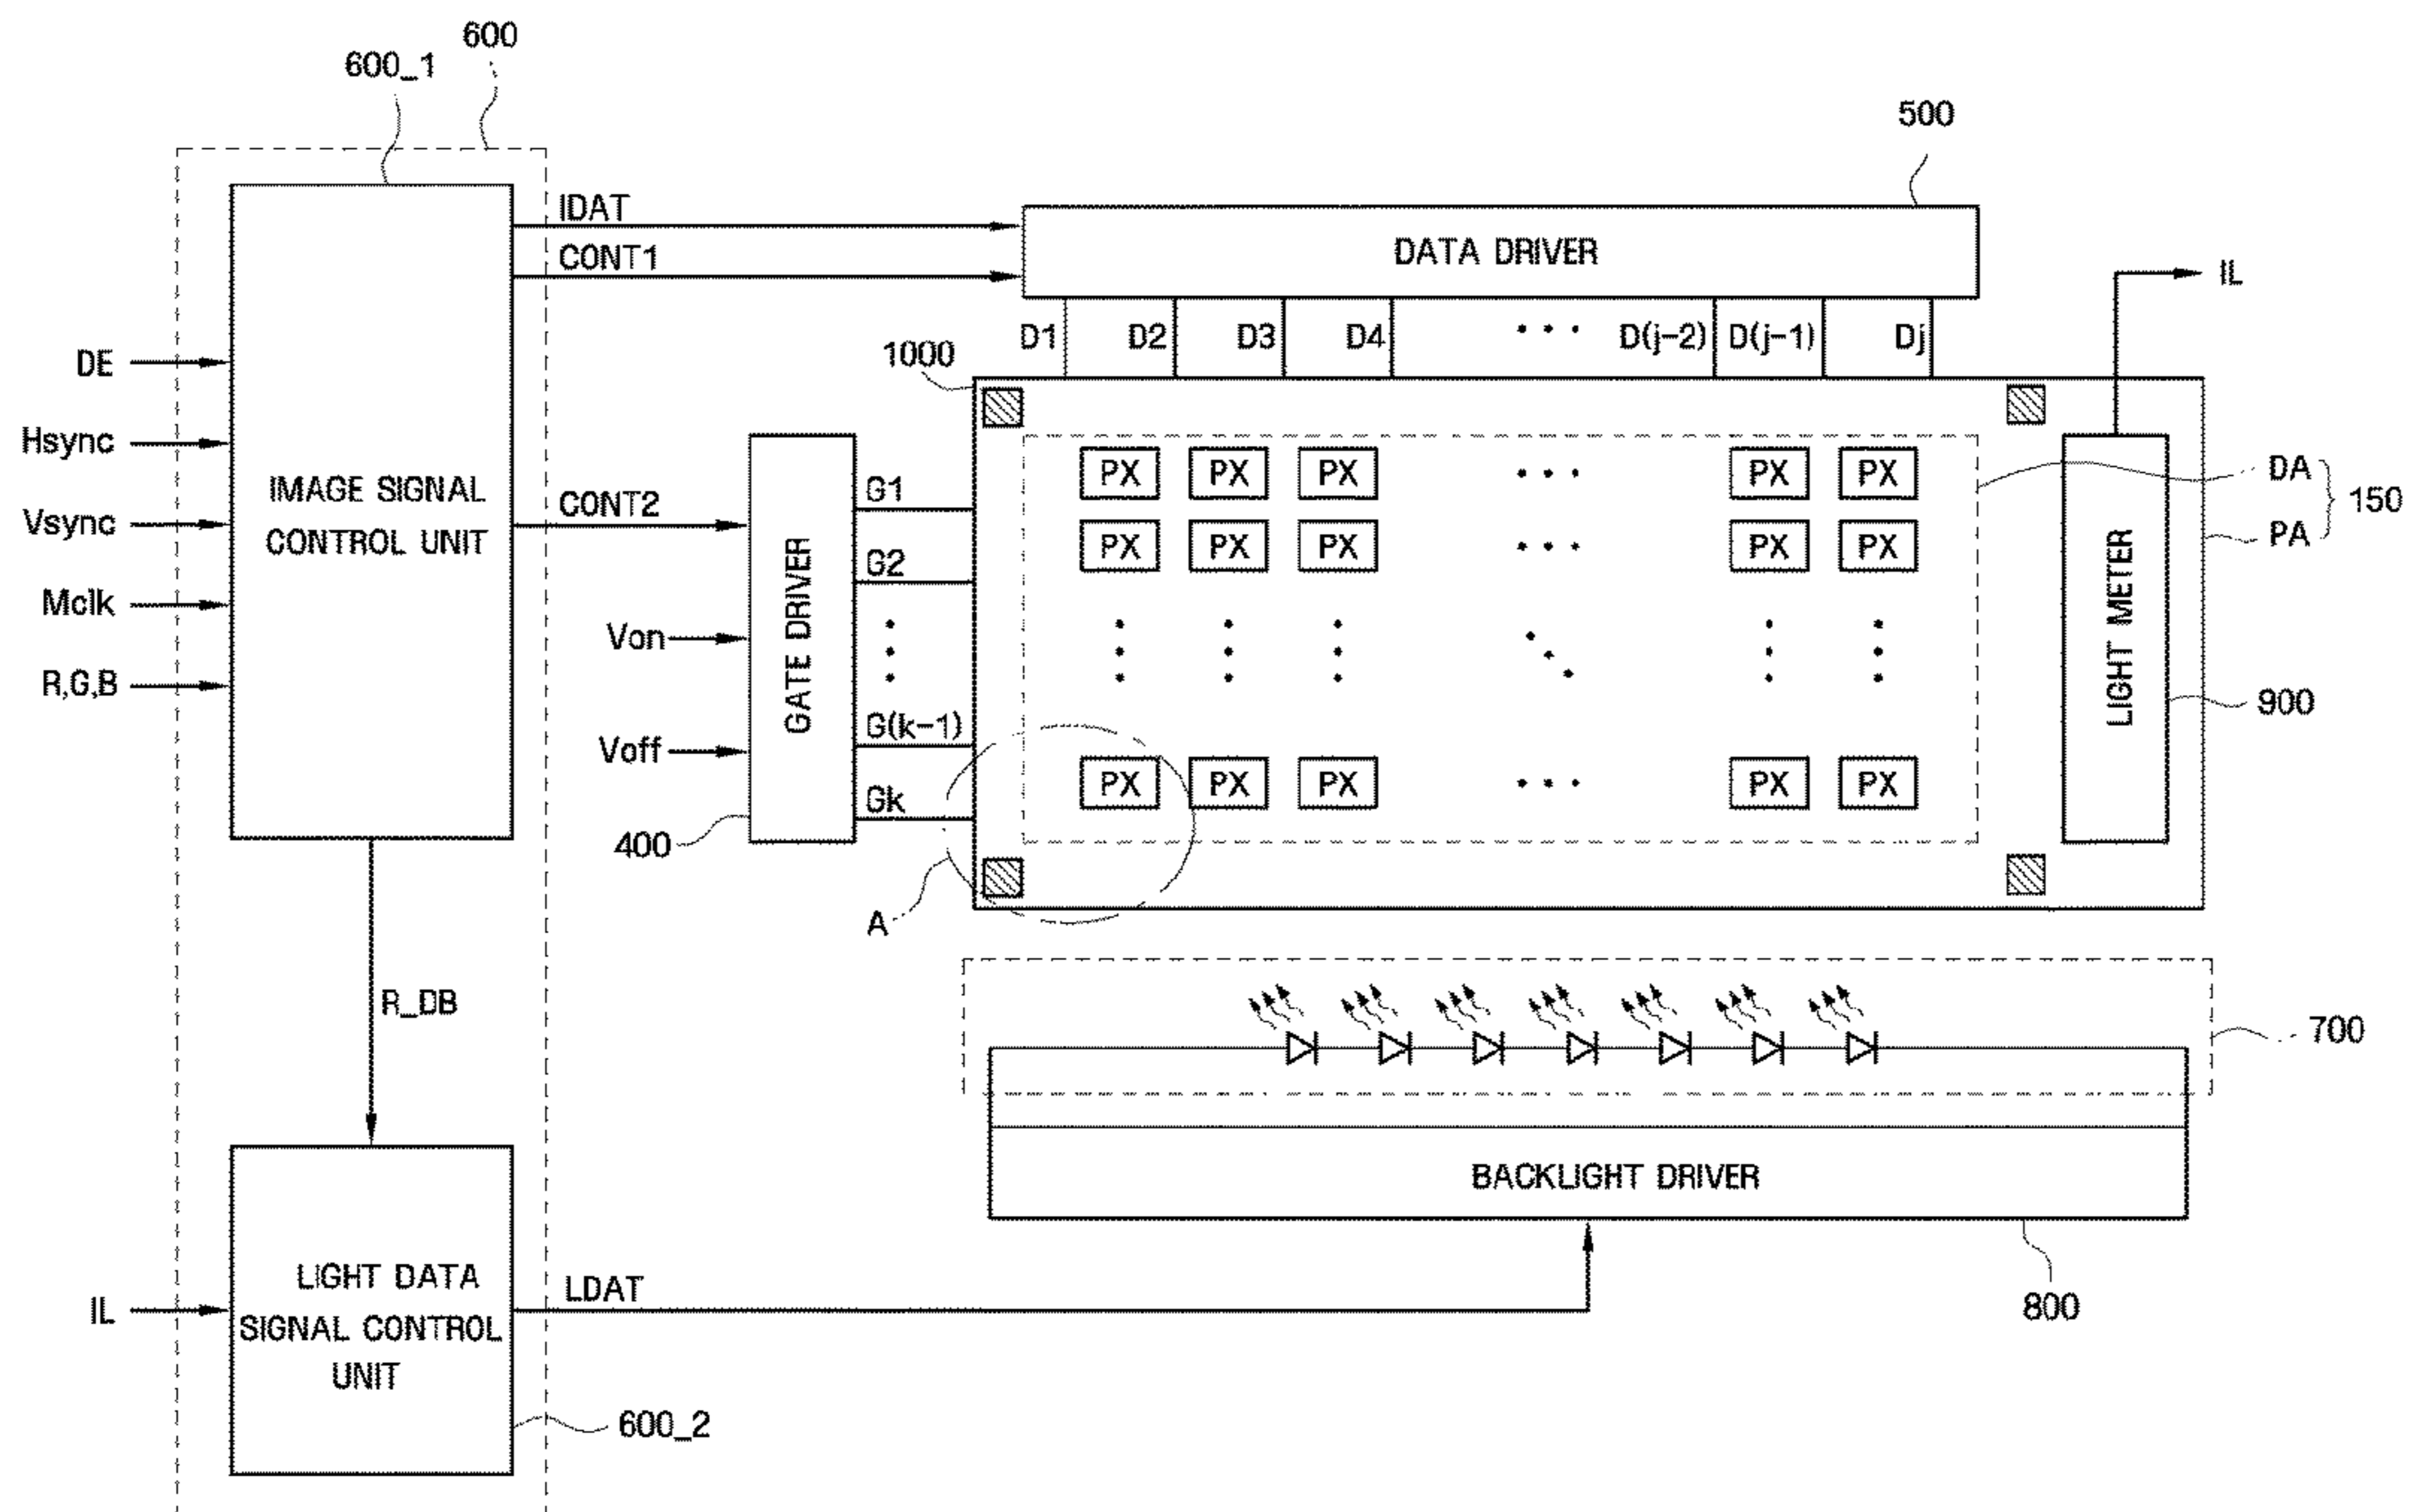 600
600_1
500
IDAT
DATA DRIVER
CONT1
IL
D1 D2 D3 D4 D(j-2) D(j-1) Dj
1000
DE
Hsync
IMAGE SIGNAL
CONTROL UNIT
Vsync
Mclk
R,G,B
CONT2
GATE DRIVER
Von
Voff
400
G1
G2
G(k-1)
Gk
A
PX PX PX PX PX
PX PX PX PX PX
PX PX PX PX PX
LIGHT METER
DA
150
PA
900
R_DB
700
BACKLIGHT DRIVER
800
LIGHT DATA
SIGNAL CONTROL
UNIT
IL
LDAT
600_2